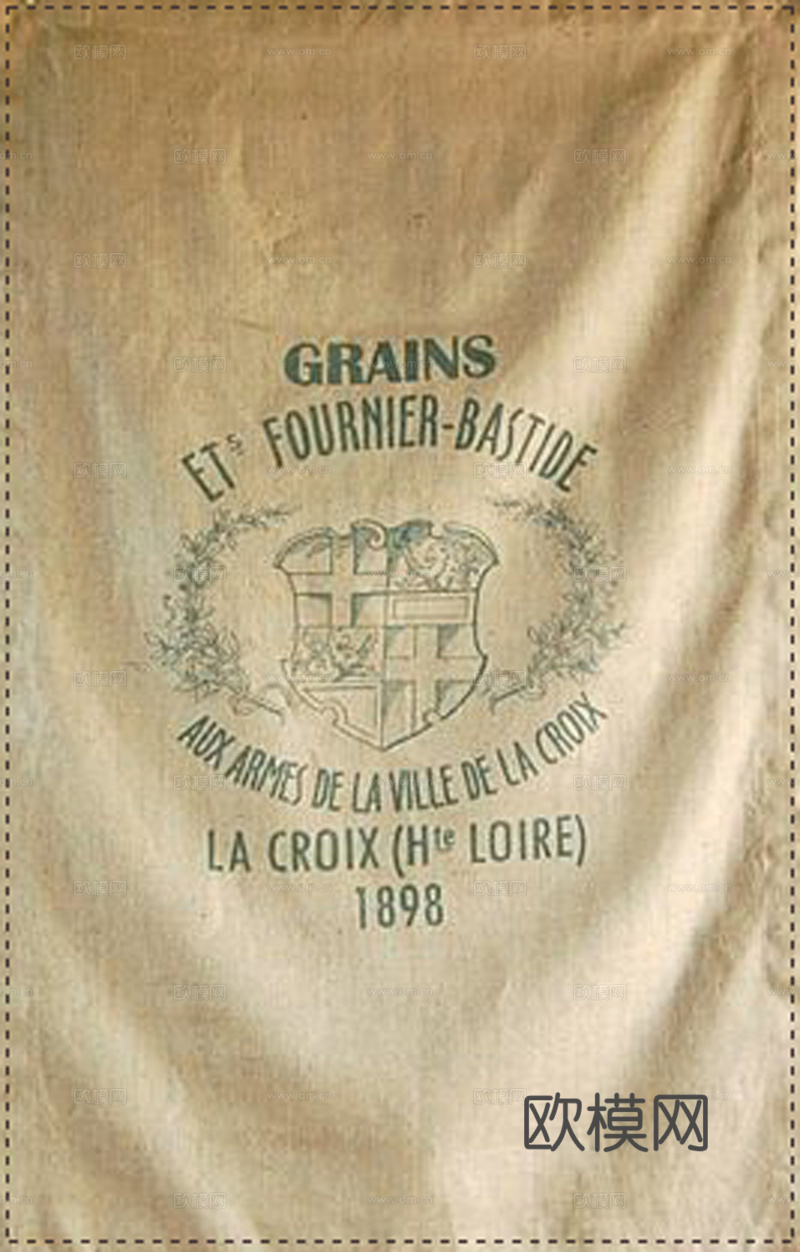 GRAINS
ETs FOURNIER-BASTIDE
AUX ARMES DE LA VILLE DE LA CROIX
LA CROIX (Hte LOIRE)
1898
欧模网